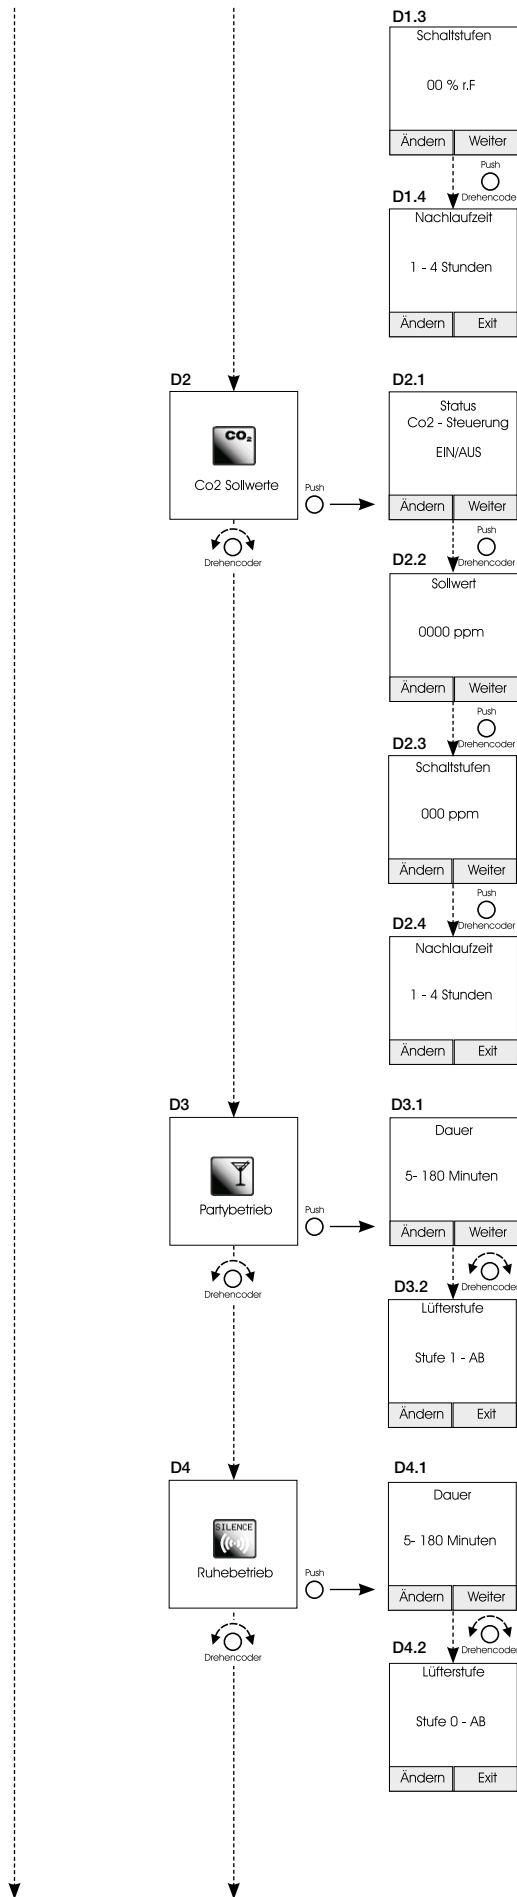 D1.3
Schaltstufen
00 % r.F
Ändern Weiter
Push
Drehencoder
D1.4
Nachlaufzeit
1 - 4 Stunden
Ändern Exit
D2
CO₂
Co2 Sollwerte
Push
Drehencoder
D2.1
Status
Co2 - Steuerung
EIN/AUS
Ändern Weiter
Push
Drehencoder
D2.2
Sollwert
0000 ppm
Ändern Weiter
Push
Drehencoder
D2.3
Schaltstufen
000 ppm
Ändern Weiter
Push
Drehencoder
D2.4
Nachlaufzeit
1 - 4 Stunden
Ändern Exit
D3
Partybetrieb
Push
Drehencoder
D3.1
Dauer
5- 180 Minuten
Ändern Weiter
Drehencoder
D3.2
Lüfterstufe
Stufe 1 - AB
Ändern Exit
D4
SILENCE
Ruhebetrieb
Push
Drehencoder
D4.1
Dauer
5- 180 Minuten
Ändern Weiter
Drehencoder
D4.2
Lüfterstufe
Stufe 0 - AB
Ändern Exit